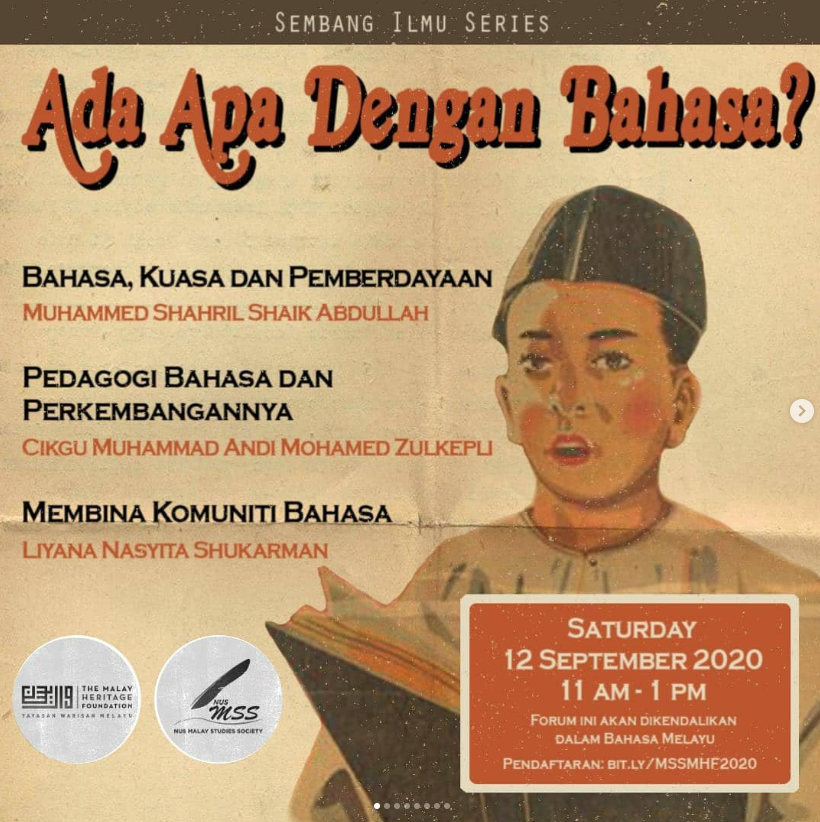 SEMBANG ILMU SERIES
Ada Apa Dengan Bahasa?
BAHASA, KUASA DAN PEMBERDAYAAN
MUHAMMED SHAHRIL SHAIK ABDULLAH
PEDAGOGI BAHASA DAN
PERKEMBANGANNYA
CIKGU MUHAMMAD ANDI MOHAMED ZULKEPLI
MEMBINA KOMUNITI BAHASA
LIYANA NASYITA SHUKARMAN
THE MALAY
HERITAGE
FOUNDATION
YAYASAN WARISAN MELAYU
NUS
MSS
NUS MALAY STUDIES SOCIETY
SATURDAY
12 SEPTEMBER 2020
11 AM - 1 PM
FORUM INI AKAN DIKENDALIKAN
DALAM BAHASA MELAYU
PENDAFTARAN: BIT.LY/MSSMHF2020